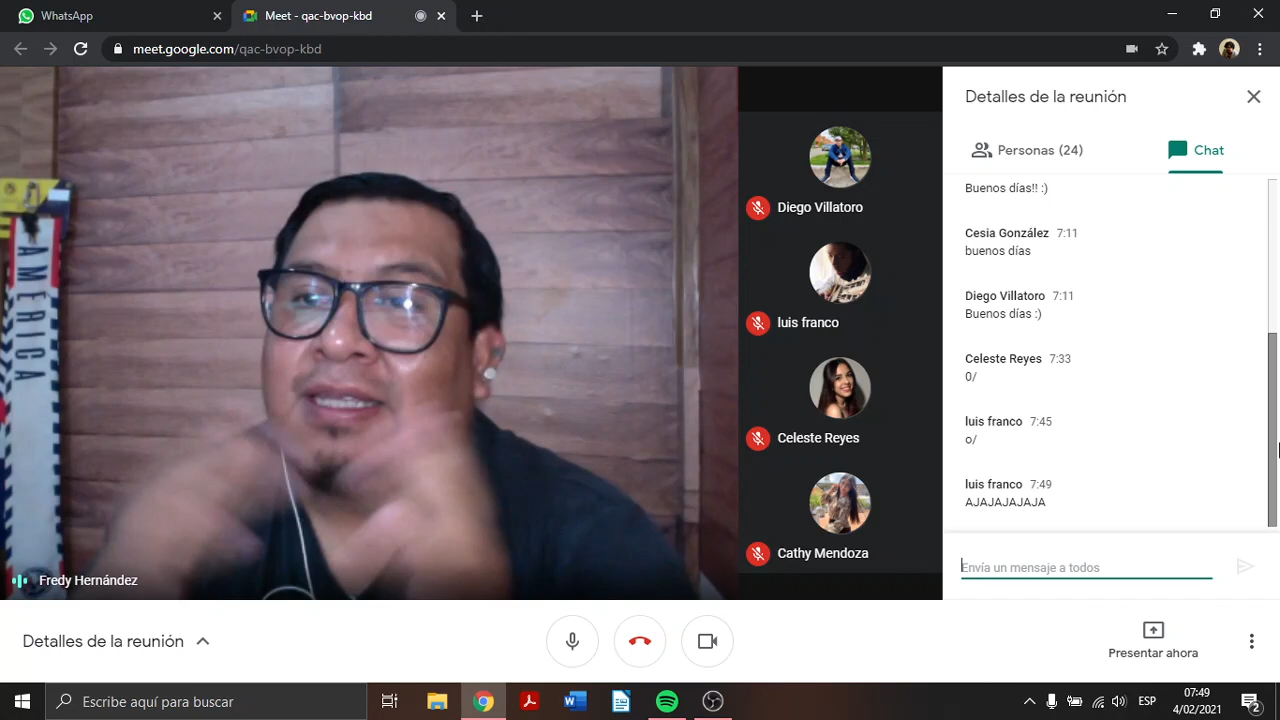 WhatsApp
Meet - qac-bvop-kbd
meet.google.com/qac-bvop-kbd
AMERICA
Fredy Hernández
Diego Villatoro
luis franco
Celeste Reyes
Cathy Mendoza
Detalles de la reunión
Personas (24)
Chat
Buenos días!! :)
Cesia González 7:11
buenos días
Diego Villatoro 7:11
Buenos días :)
Celeste Reyes 7:33
0/
luis franco 7:45
o/
luis franco 7:49
AJAJAJAJAJA
Envía un mensaje a todos
Detalles de la reunión
Presentar ahora
Escribe aquí para buscar
ESP
07:49
4/02/2021
2